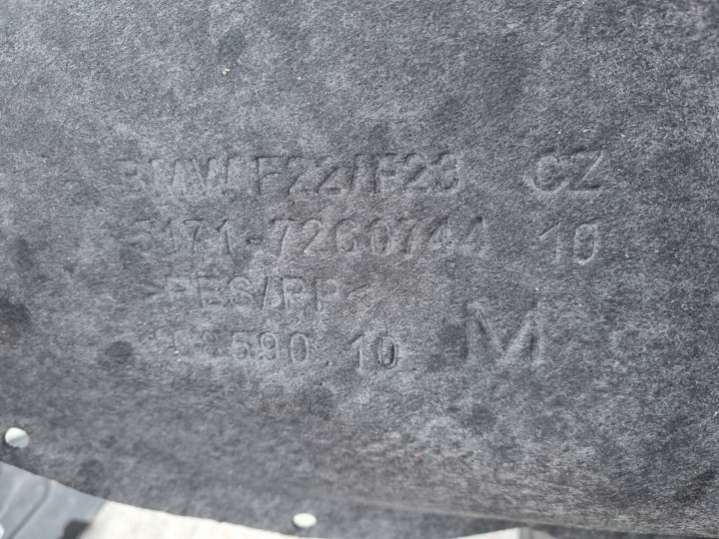 BMW F22/F23 CZ
5171-7260744 10
>PES/PP<
590.10 M